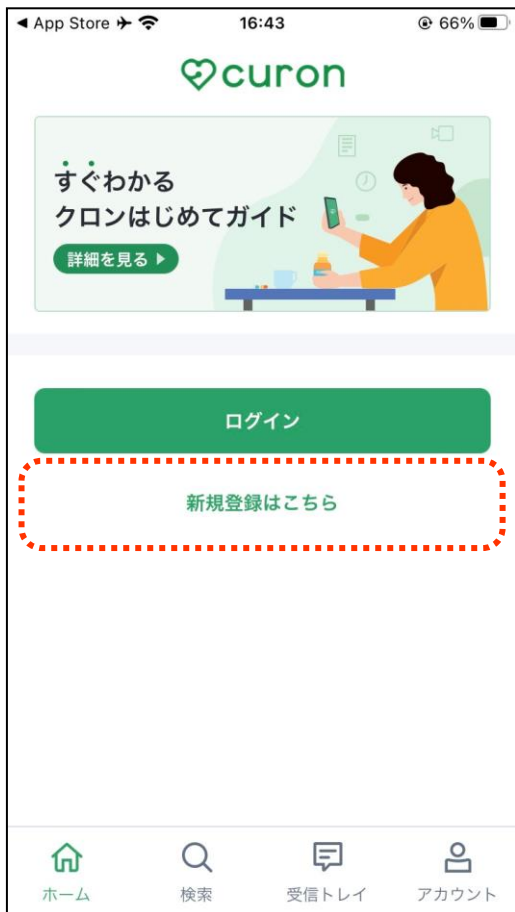 App Store
16:43
66%
curon
すぐわかる
クロンはじめてガイド
詳細を見る
ログイン
新規登録はこちら
ホーム 検索 受信トレイ アカウント